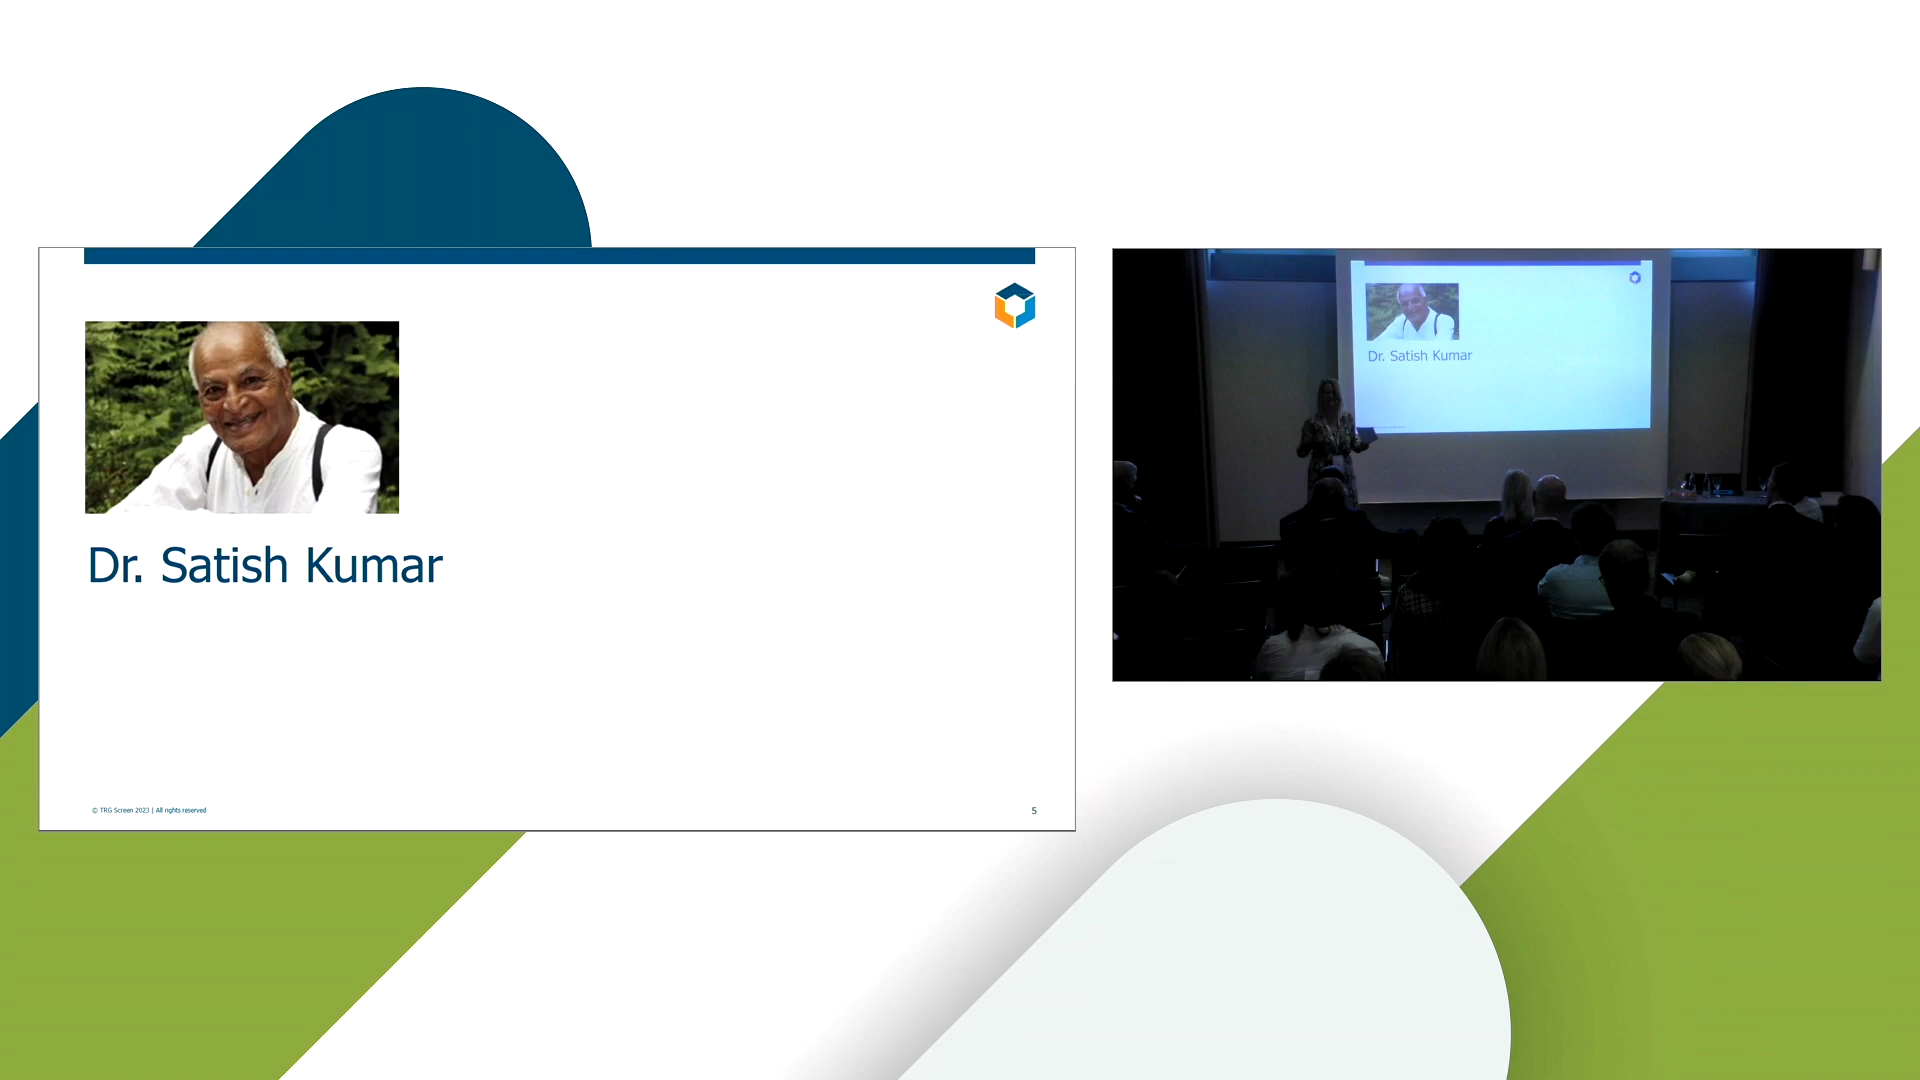 Dr. Satish Kumar
© TRG Screen 2023 | All rights reserved
5
Dr. Satish Kumar